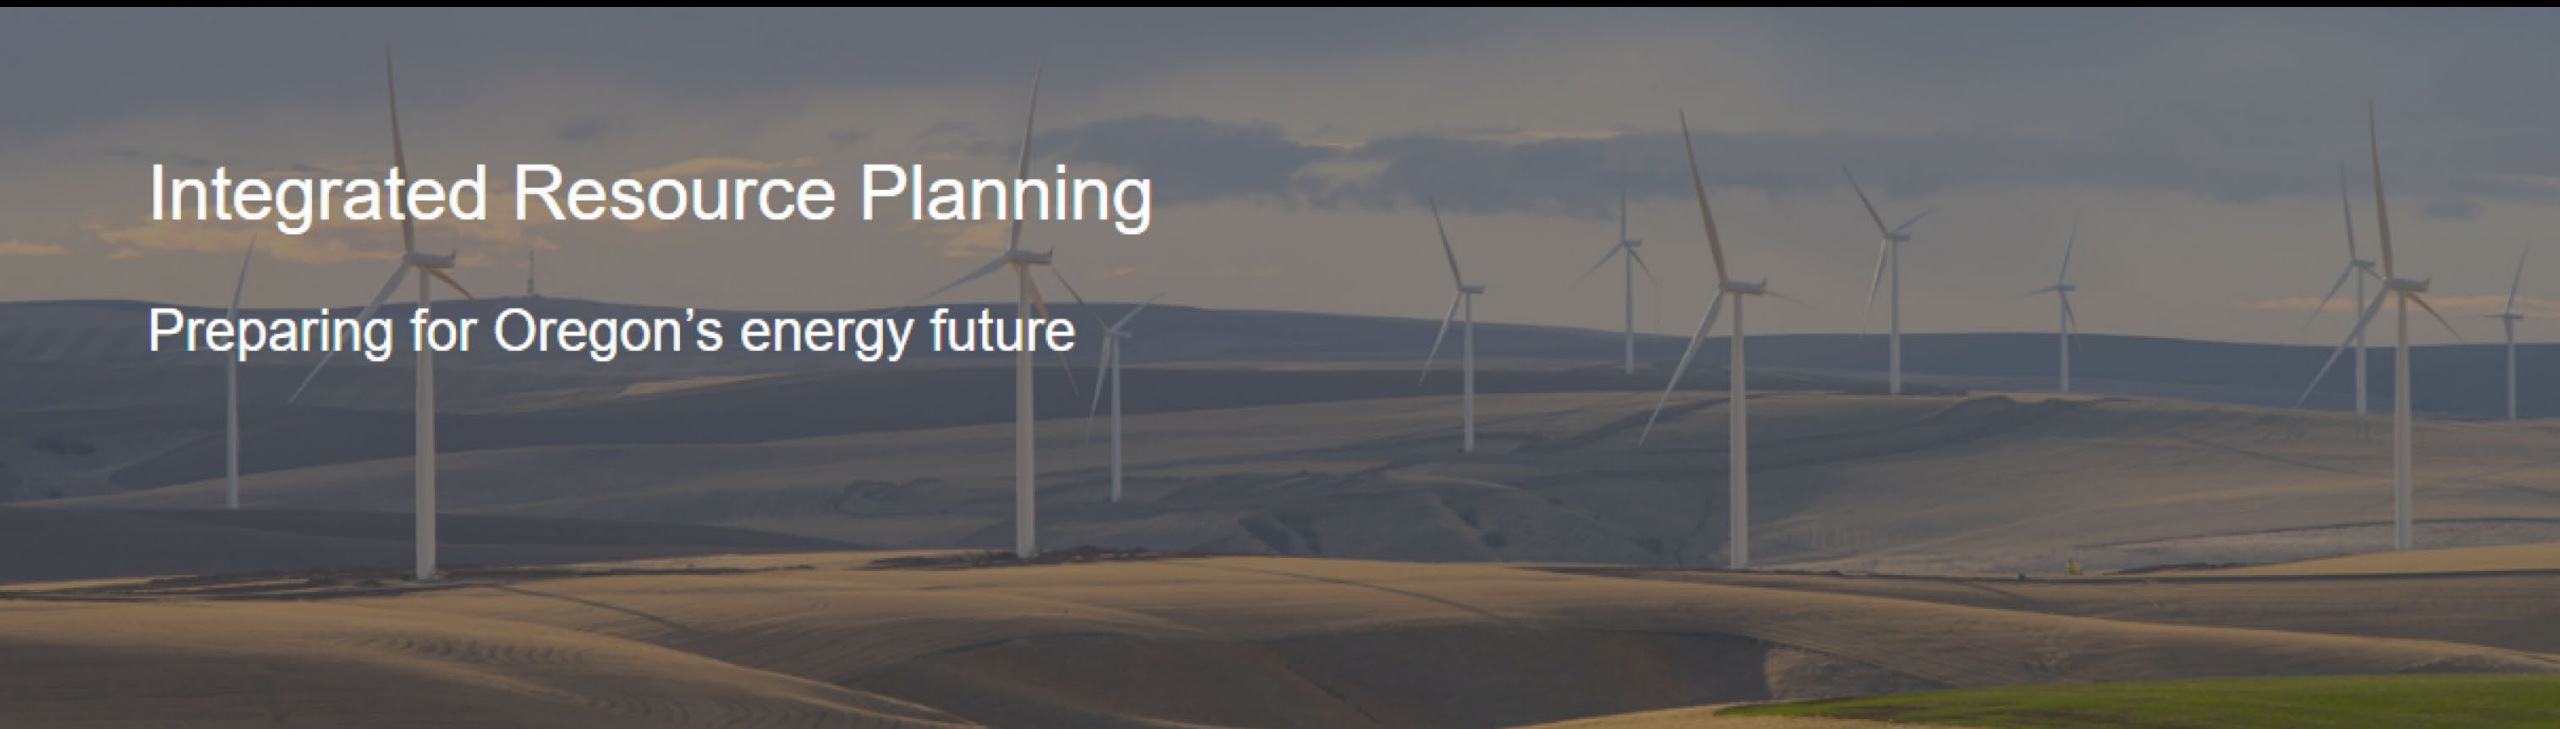 Integrated Resource Planning
Preparing for Oregon’s energy future